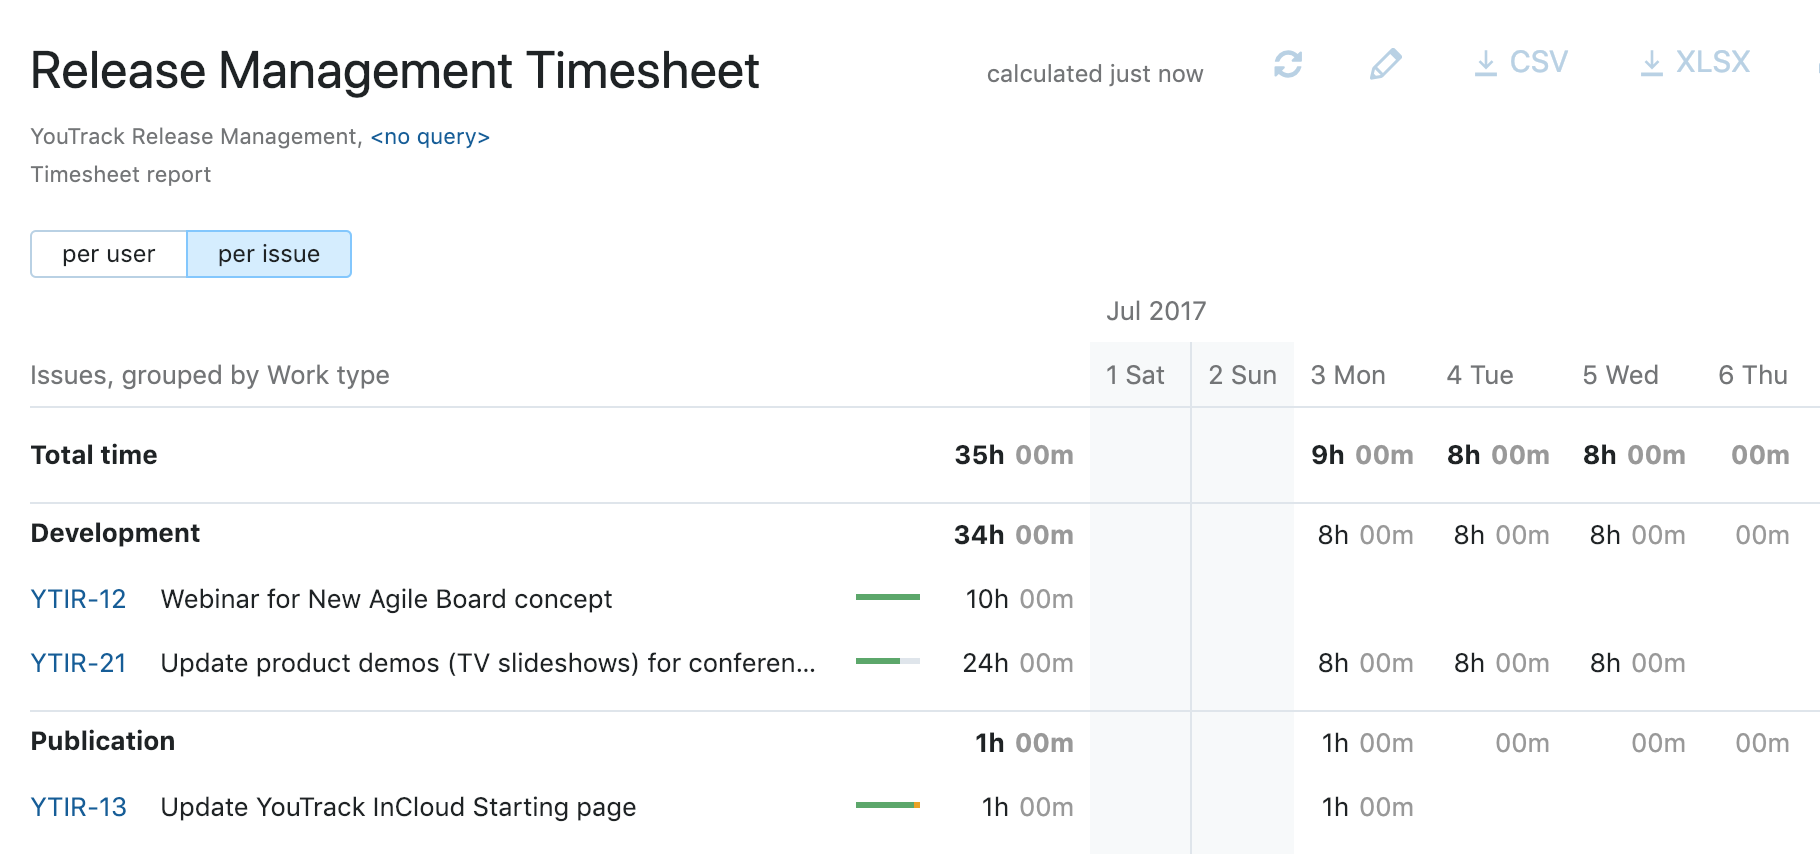 Release Management Timesheet
calculated just now
CSV
XLSX
YouTrack Release Management, <no query>
Timesheet report
per user per issue
Jul 2017
Issues, grouped by Work type 1 Sat 2 Sun 3 Mon 4 Tue 5 Wed 6 Thu
Total time 35h 00m 9h 00m 8h 00m 8h 00m 00m
Development 34h 00m 8h 00m 8h 00m 8h 00m 00m
YTIR-12 Webinar for New Agile Board concept 10h 00m
YTIR-21 Update product demos (TV slideshows) for conferen... 24h 00m 8h 00m 8h 00m 8h 00m
Publication 1h 00m 1h 00m 00m 00m 00m
YTIR-13 Update YouTrack InCloud Starting page 1h 00m 1h 00m